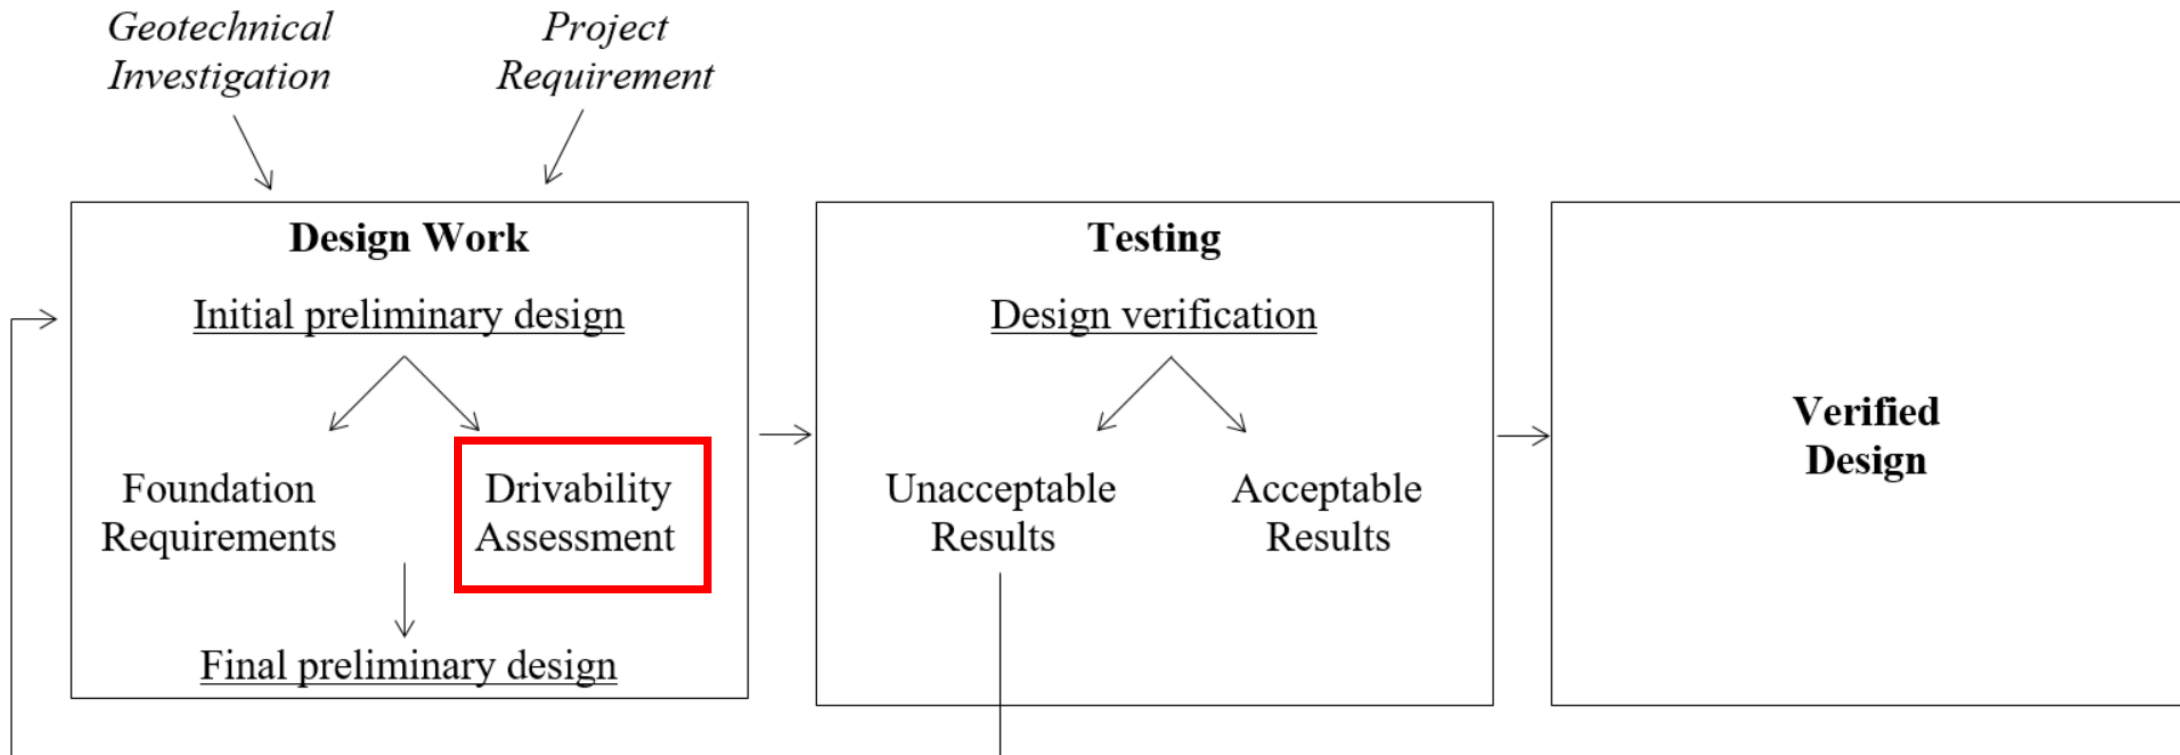 Geotechnical
Investigation
Project
Requirement
Design Work
Initial preliminary design
Foundation
Requirements
Drivability
Assessment
Final preliminary design
Testing
Design verification
Unacceptable
Results
Acceptable
Results
Verified
Design